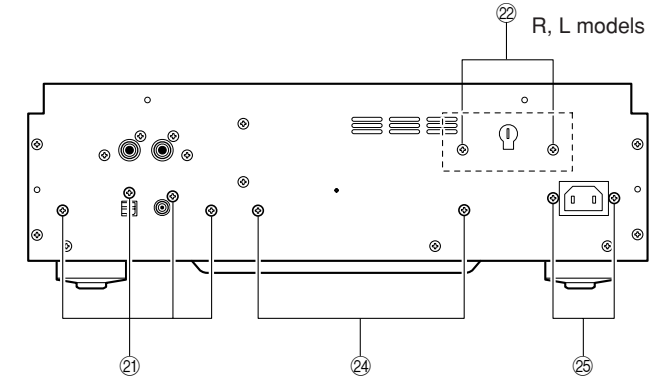 ㉒ R, L models
㉑ ㉔ ㉕